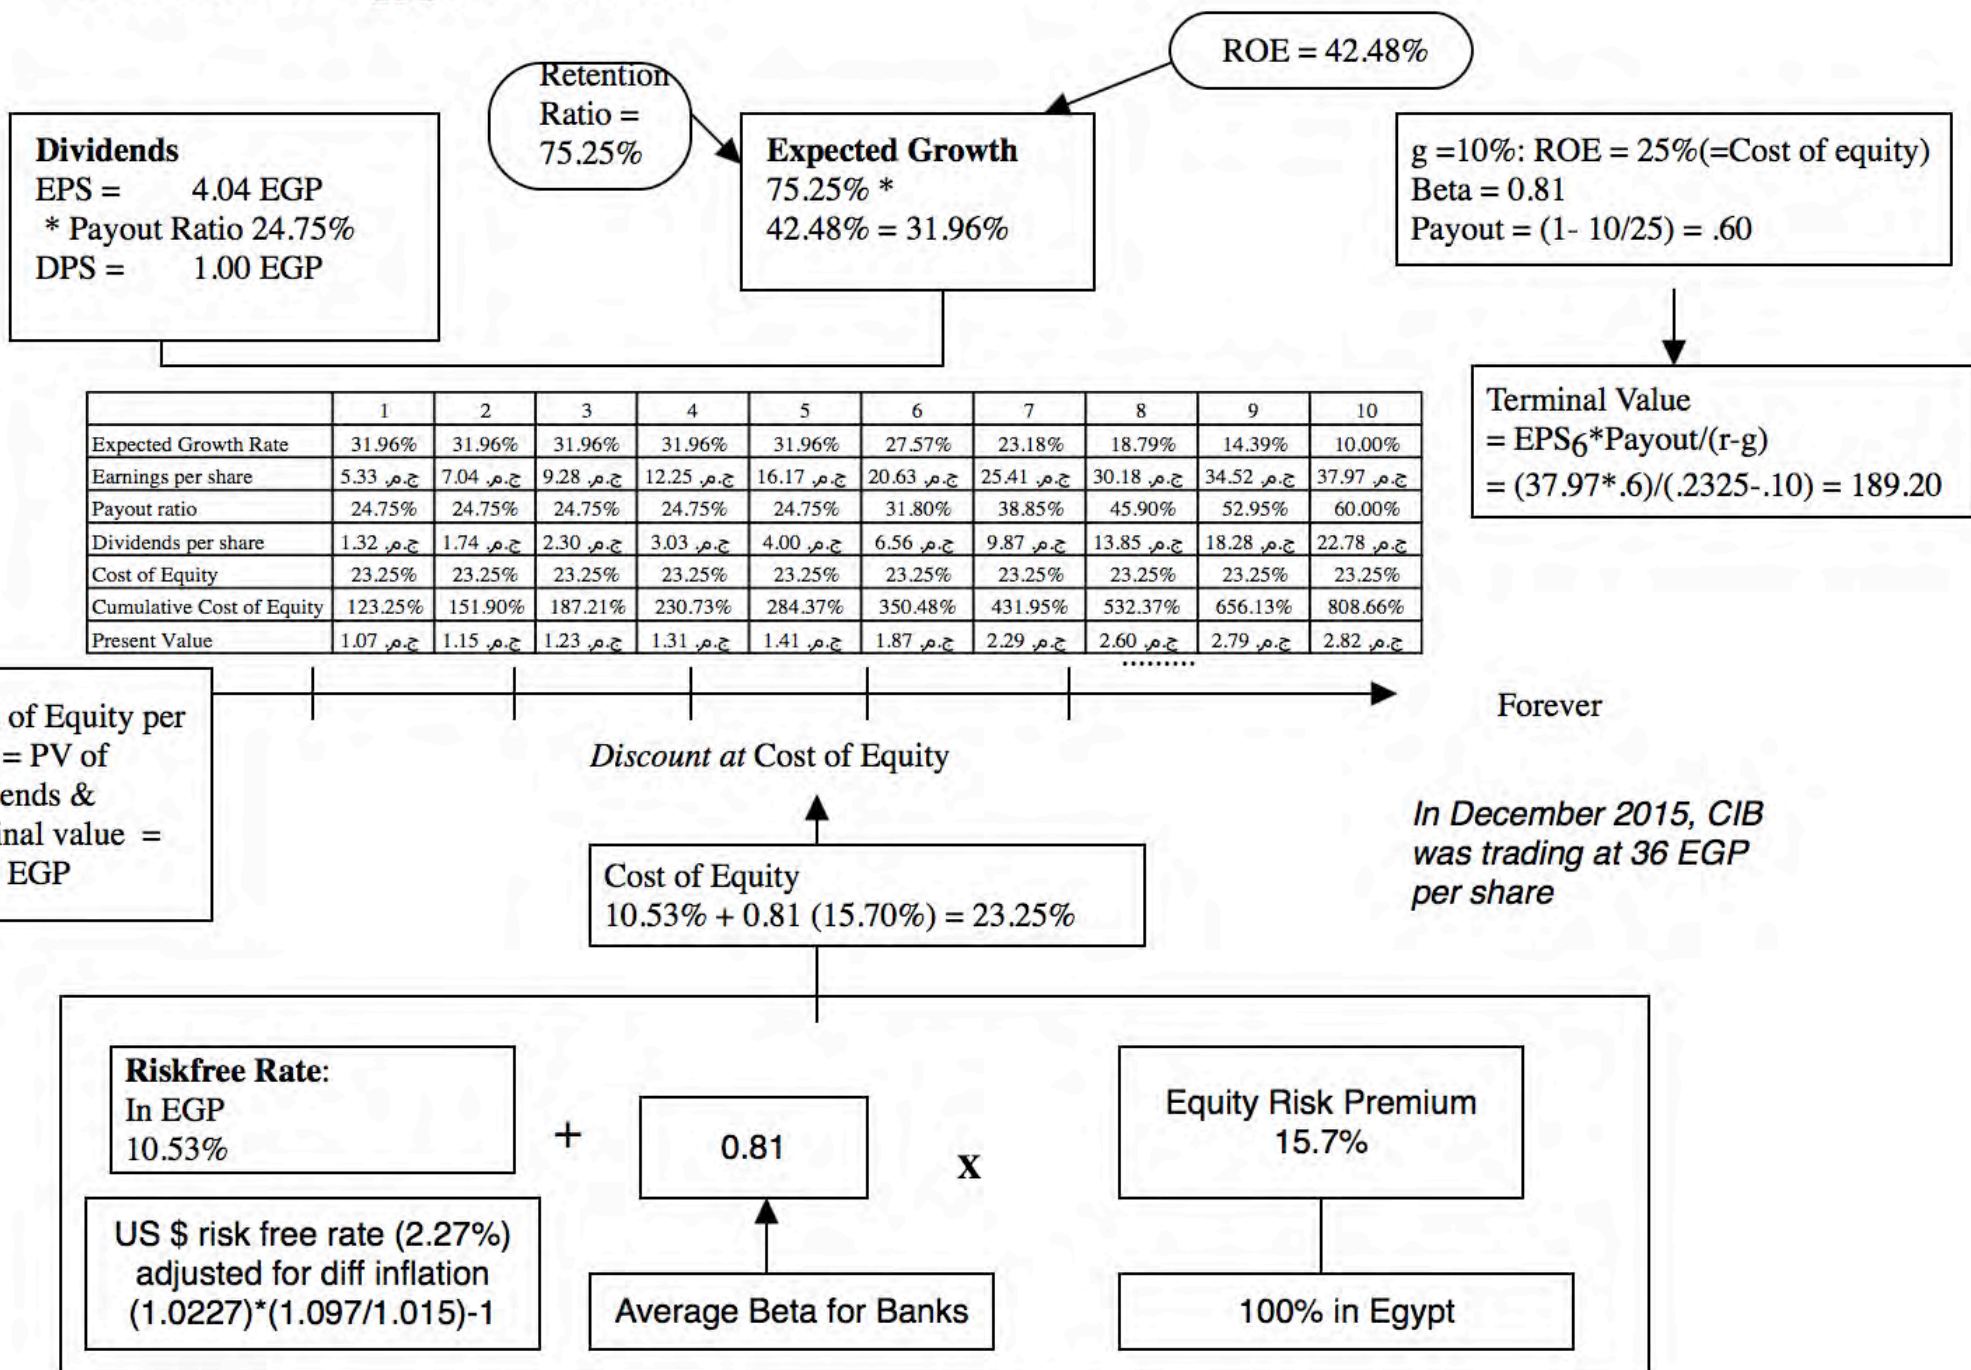 ROE = 42.48%
Retention
Ratio =
75.25%
Dividends
EPS = 4.04 EGP
* Payout Ratio 24.75%
DPS = 1.00 EGP
Expected Growth
75.25% *
42.48% = 31.96%
g =10%: ROE = 25%(=Cost of equity)
Beta = 0.81
Payout = (1- 10/25) = .60
Terminal Value
= EPS6*Payout/(r-g)
= (37.97*.6)/(.2325-.10) = 189.20
1 2 3 4 5 6 7 8 9 10
Expected Growth Rate 31.96% 31.96% 31.96% 31.96% 31.96% 27.57% 23.18% 18.79% 14.39% 10.00%
Earnings per share 5.33 ج.م. 7.04 ج.م. 9.28 ج.م. 12.25 ج.م. 16.17 ج.م. 20.63 ج.م. 25.41 ج.م. 30.18 ج.م. 34.52 ج.م. 37.97 ج.م.
Payout ratio 24.75% 24.75% 24.75% 24.75% 24.75% 31.80% 38.85% 45.90% 52.95% 60.00%
Dividends per share 1.32 ج.م. 1.74 ج.م. 2.30 ج.م. 3.03 ج.م. 4.00 ج.م. 6.56 ج.م. 9.87 ج.م. 13.85 ج.م. 18.28 ج.م. 22.78 ج.م.
Cost of Equity 23.25% 23.25% 23.25% 23.25% 23.25% 23.25% 23.25% 23.25% 23.25% 23.25%
Cumulative Cost of Equity 123.25% 151.90% 187.21% 230.73% 284.37% 350.48% 431.95% 532.37% 656.13% 808.66%
Present Value 1.07 ج.م. 1.15 ج.م. 1.23 ج.م. 1.31 ج.م. 1.41 ج.م. 1.87 ج.م. 2.29 ج.م. 2.60 ج.م. 2.79 ج.م. 2.82 ج.م.
.........
of Equity per
= PV of
ends &
inal value =
EGP
Forever
Discount at Cost of Equity
In December 2015, CIB
was trading at 36 EGP
per share
Cost of Equity
10.53% + 0.81 (15.70%) = 23.25%
Riskfree Rate:
In EGP
10.53%
+
0.81
X
Equity Risk Premium
15.7%
US $ risk free rate (2.27%)
adjusted for diff inflation
(1.0227)*(1.097/1.015)-1
Average Beta for Banks
100% in Egypt